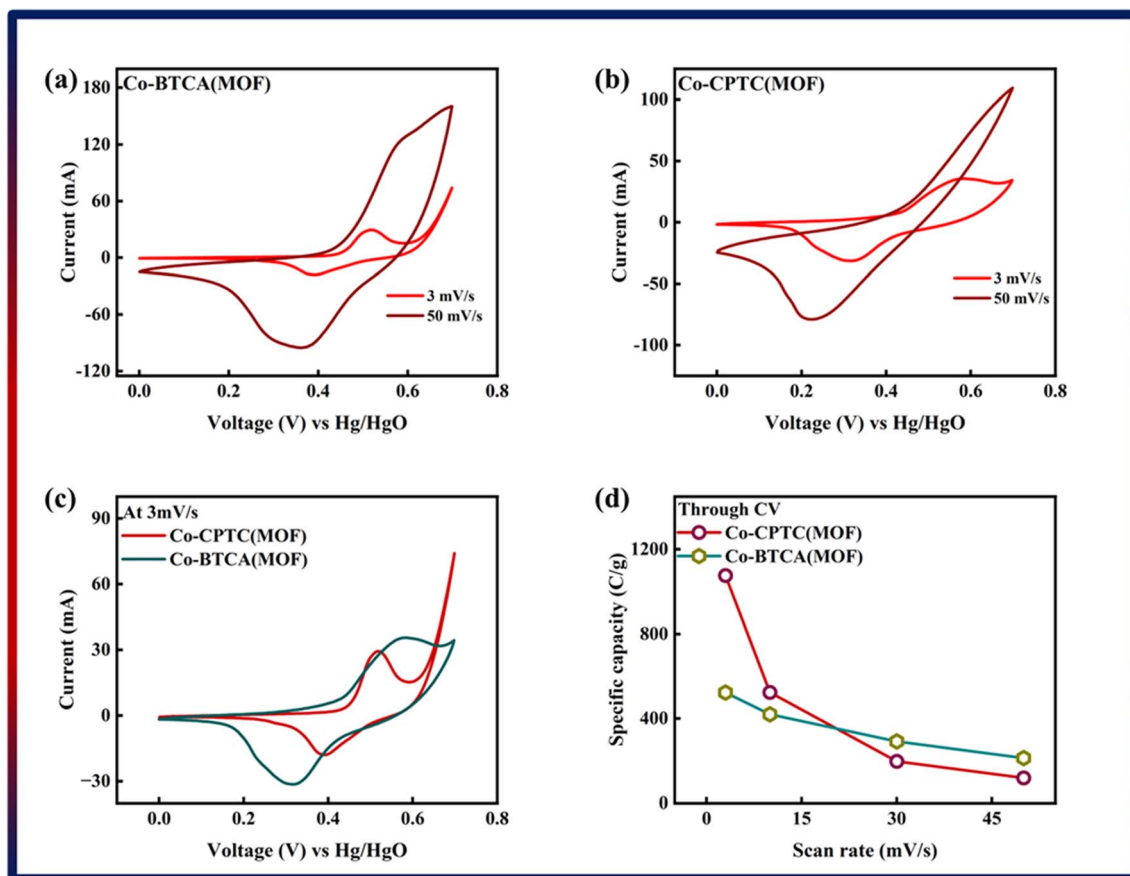 (a)
Co-BTCA(MOF)
Current (mA)
180
120
60
0
-60
-120
3 mV/s
50 mV/s
0.0 0.2 0.4 0.6 0.8
Voltage (V) vs Hg/HgO
(b)
Co-CPTC(MOF)
Current (mA)
100
50
0
-50
-100
3 mV/s
50 mV/s
0.0 0.2 0.4 0.6 0.8
Voltage (V) vs Hg/HgO
(c)
At 3mV/s
Co-CPTC(MOF)
Co-BTCA(MOF)
Current (mA)
90
60
30
0
−30
0.0 0.2 0.4 0.6 0.8
Voltage (V) vs Hg/HgO
(d)
Through CV
Co-CPTC(MOF)
Co-BTCA(MOF)
Specific capacity (C/g)
1200
800
400
0
0 15 30 45
Scan rate (mV/s)